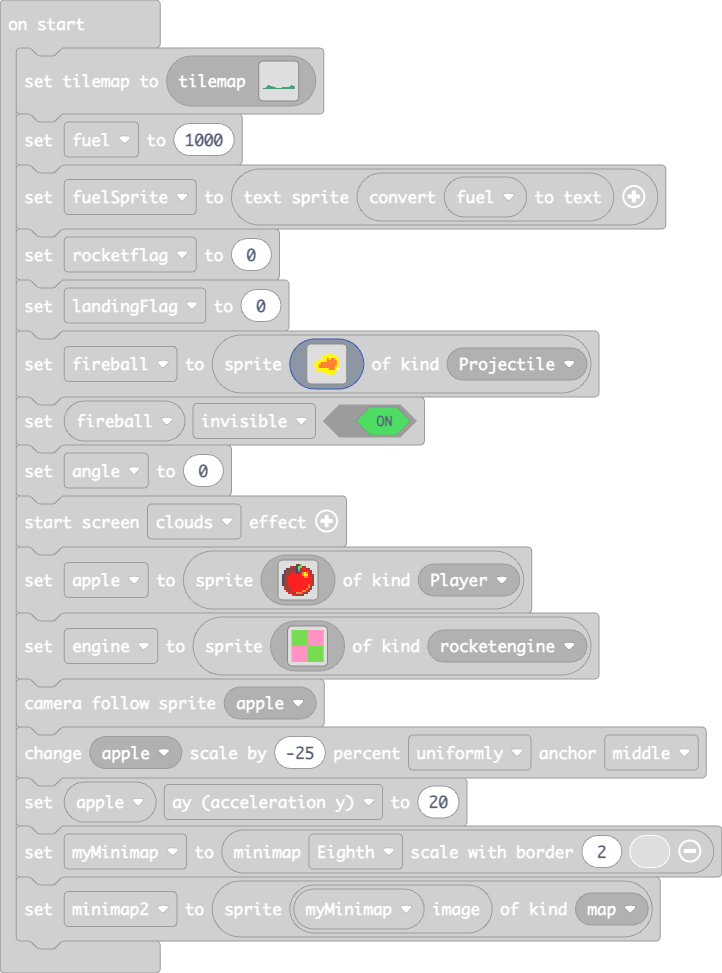 on start
set tilemap to tilemap
set fuel to 1000
set fuelSprite to text sprite convert fuel to text
set rocketflag to 0
set landingFlag to 0
set fireball to sprite of kind Projectile
set fireball invisible ON
set angle to 0
start screen clouds effect
set apple to sprite of kind Player
set engine to sprite of kind rocketengine
camera follow sprite apple
change apple scale by -25 percent uniformly anchor middle
set apple ay (acceleration y) to 20
set myMinimap to minimap Eighth scale with border 2
set minimap2 to sprite myMinimap image of kind map